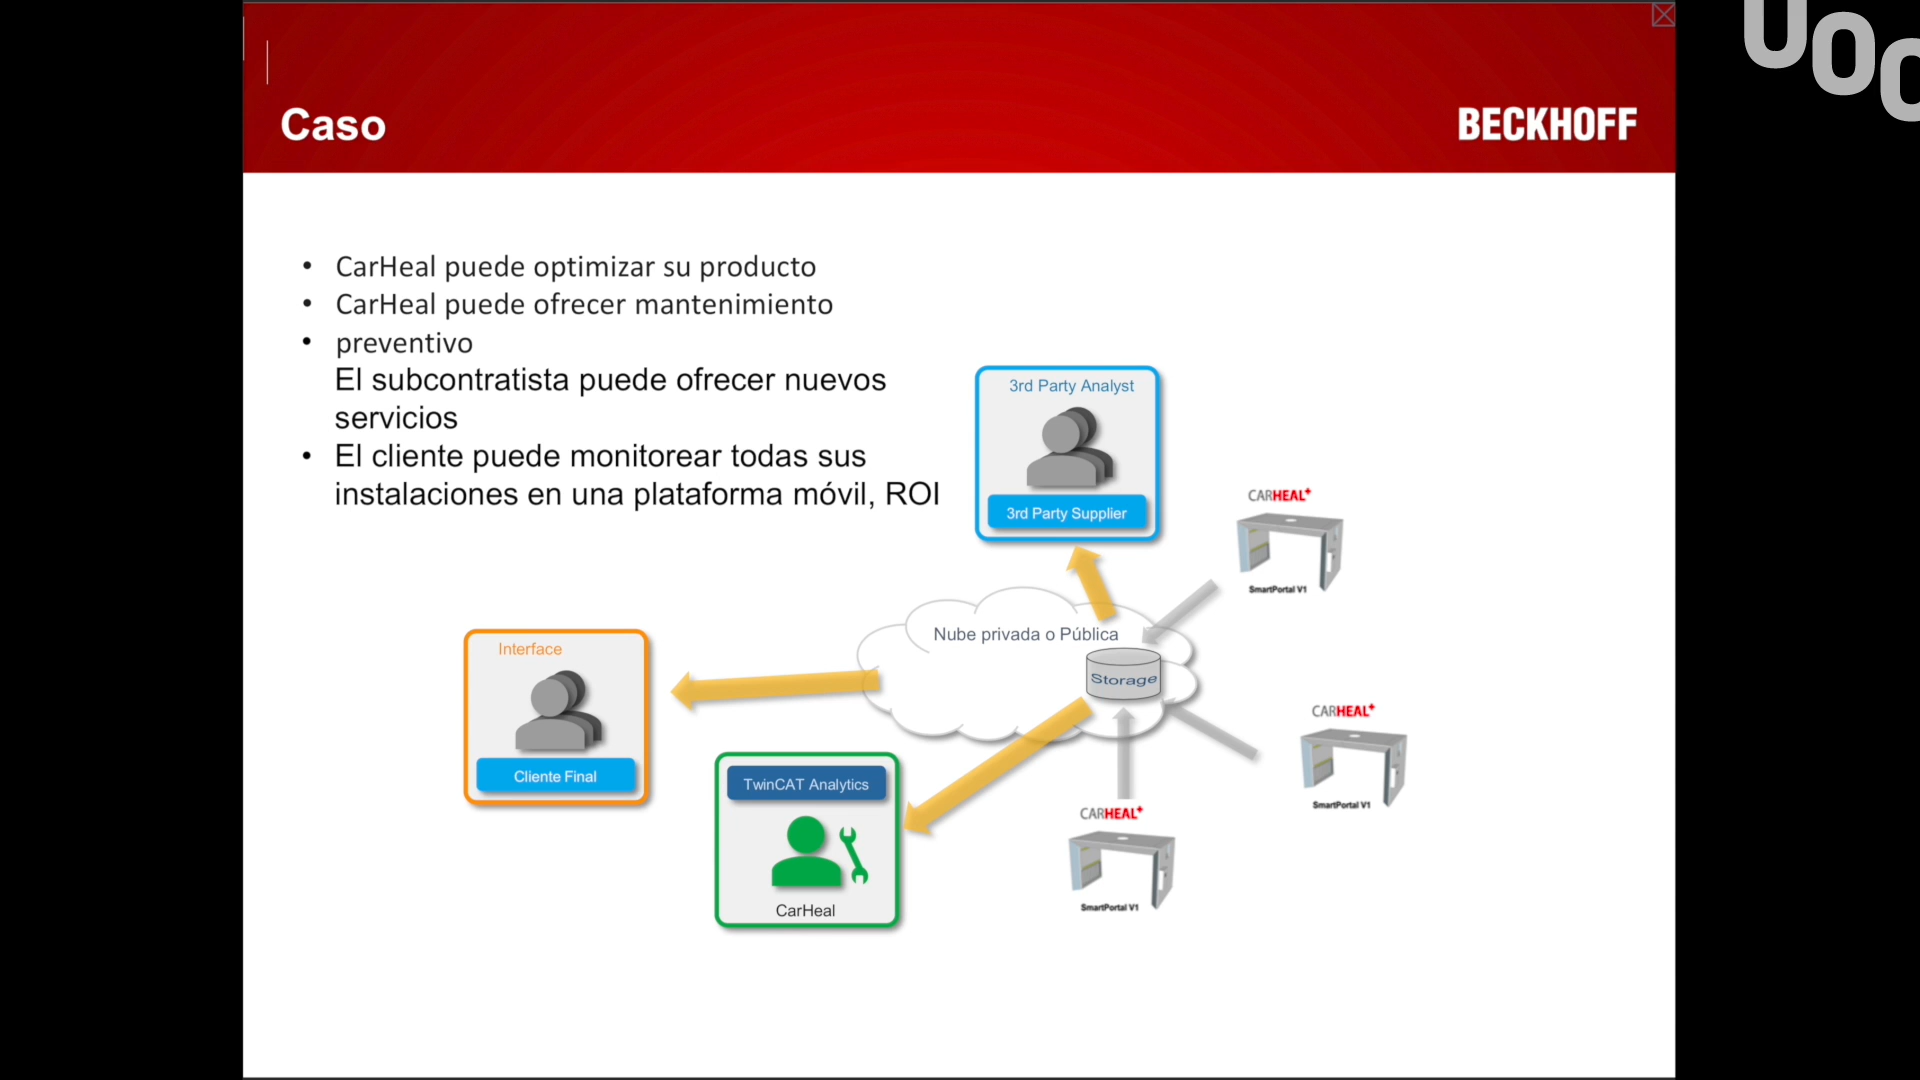 UOC
Caso
BECKHOFF
• CarHeal puede optimizar su producto
• CarHeal puede ofrecer mantenimiento
• preventivo
El subcontratista puede ofrecer nuevos
servicios
• El cliente puede monitorear todas sus
instalaciones en una plataforma móvil, ROI
3rd Party Analyst
3rd Party Supplier
CARHEAL+
SmartPortal V1
Nube privada o Pública
Storage
Interface
Cliente Final
CARHEAL+
SmartPortal V1
TwinCAT Analytics
CarHeal
CARHEAL+
SmartPortal V1